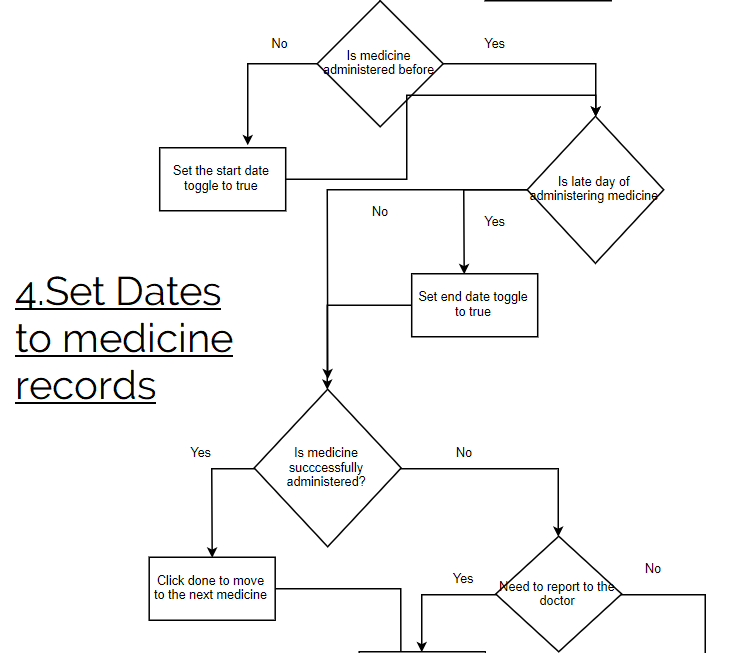 No
Yes
Is medicine
administered before
Set the start date
toggle to true
Is late day of
administering medicine
No
Yes
Set end date toggle
to true
4.Set Dates
to medicine
records
Yes
Is medicine
succcessfully
administered?
No
Click done to move
to the next medicine
Yes
Need to report to the
doctor
No